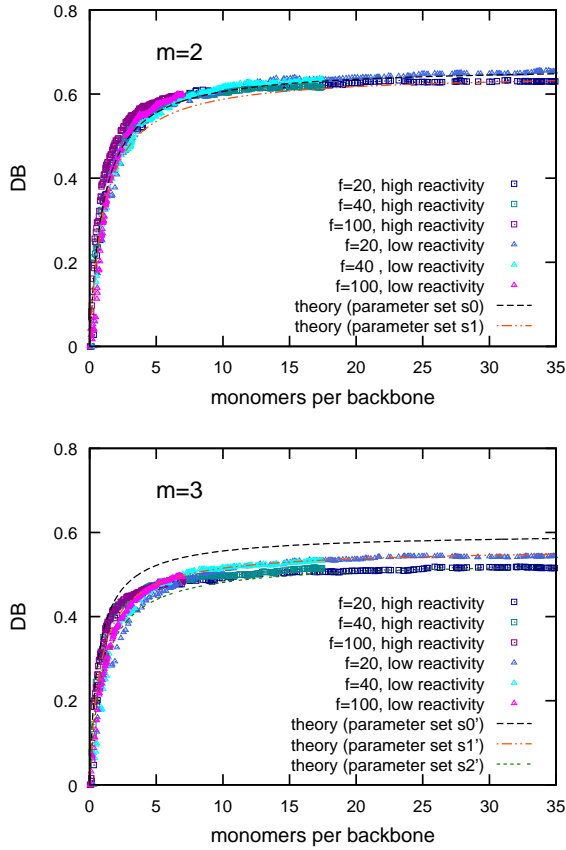 0.8
m=2
0.6
DB
0.4
f=20, high reactivity
f=40, high reactivity
f=100, high reactivity
0.2
f=20, low reactivity
f=40 , low reactivity
f=100, low reactivity
theory (parameter set s0)
theory (parameter set s1)
0
0 5 10 15 20 25 30 35
monomers per backbone
0.8
m=3
0.6
DB
0.4
f=20, high reactivity
f=40, high reactivity
f=100, high reactivity
0.2
f=20, low reactivity
f=40, low reactivity
f=100, low reactivity
theory (parameter set s0')
theory (parameter set s1')
theory (parameter set s2')
0
0 5 10 15 20 25 30 35
monomers per backbone